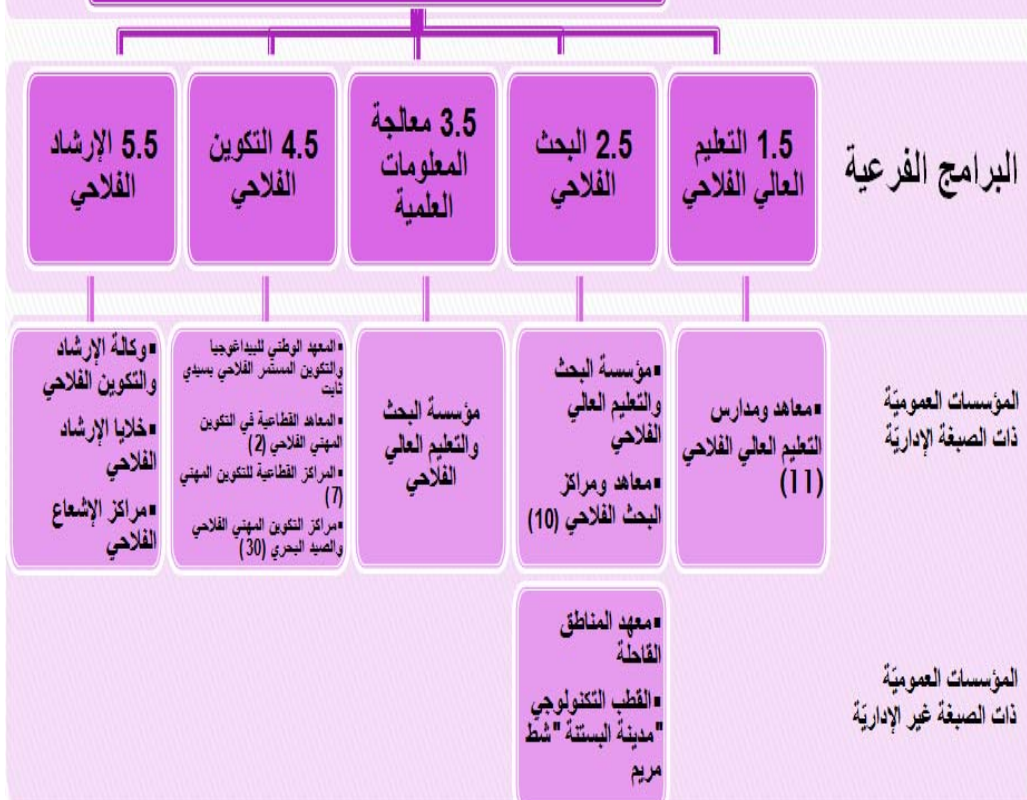 البرامج الفرعية
1.5 التعليم
العالي الفلاحي
2.5 البحث
الفلاحي
3.5 معالجة
المعلومات
العلمية
4.5 التكوين
الفلاحي
5.5 الإرشاد
الفلاحي
المؤسسات العموميّة
ذات الصبغة الإداريّة
▪معاهد ومدارس
التعليم العالي الفلاحي
(11)
▪مؤسسة البحث
والتعليم العالي
الفلاحي
▪معاهد ومراكز
البحث الفلاحي (10)
مؤسسة البحث
والتعليم العالي
الفلاحي
▪المعهد الوطني للبيداغوجيا
والتكوين المستمر الفلاحي بسيدي
ثابت
▪المعاهد القطاعية في التكوين
المهني الفلاحي (2)
▪المراكز القطاعية للتكوين المهني
(7)
▪مراكز التكوين المهني الفلاحي
والصيد البحري (30)
▪وكالة الإرشاد
والتكوين الفلاحي
▪خلايا الإرشاد
الفلاحي
▪مراكز الإشعاع
الفلاحي
المؤسسات العموميّة
ذات الصبغة غير الإداريّة
▪معهد المناطق
القاحلة
▪القطب التكنولوجي
"مدينة البستنة "شط
مريم